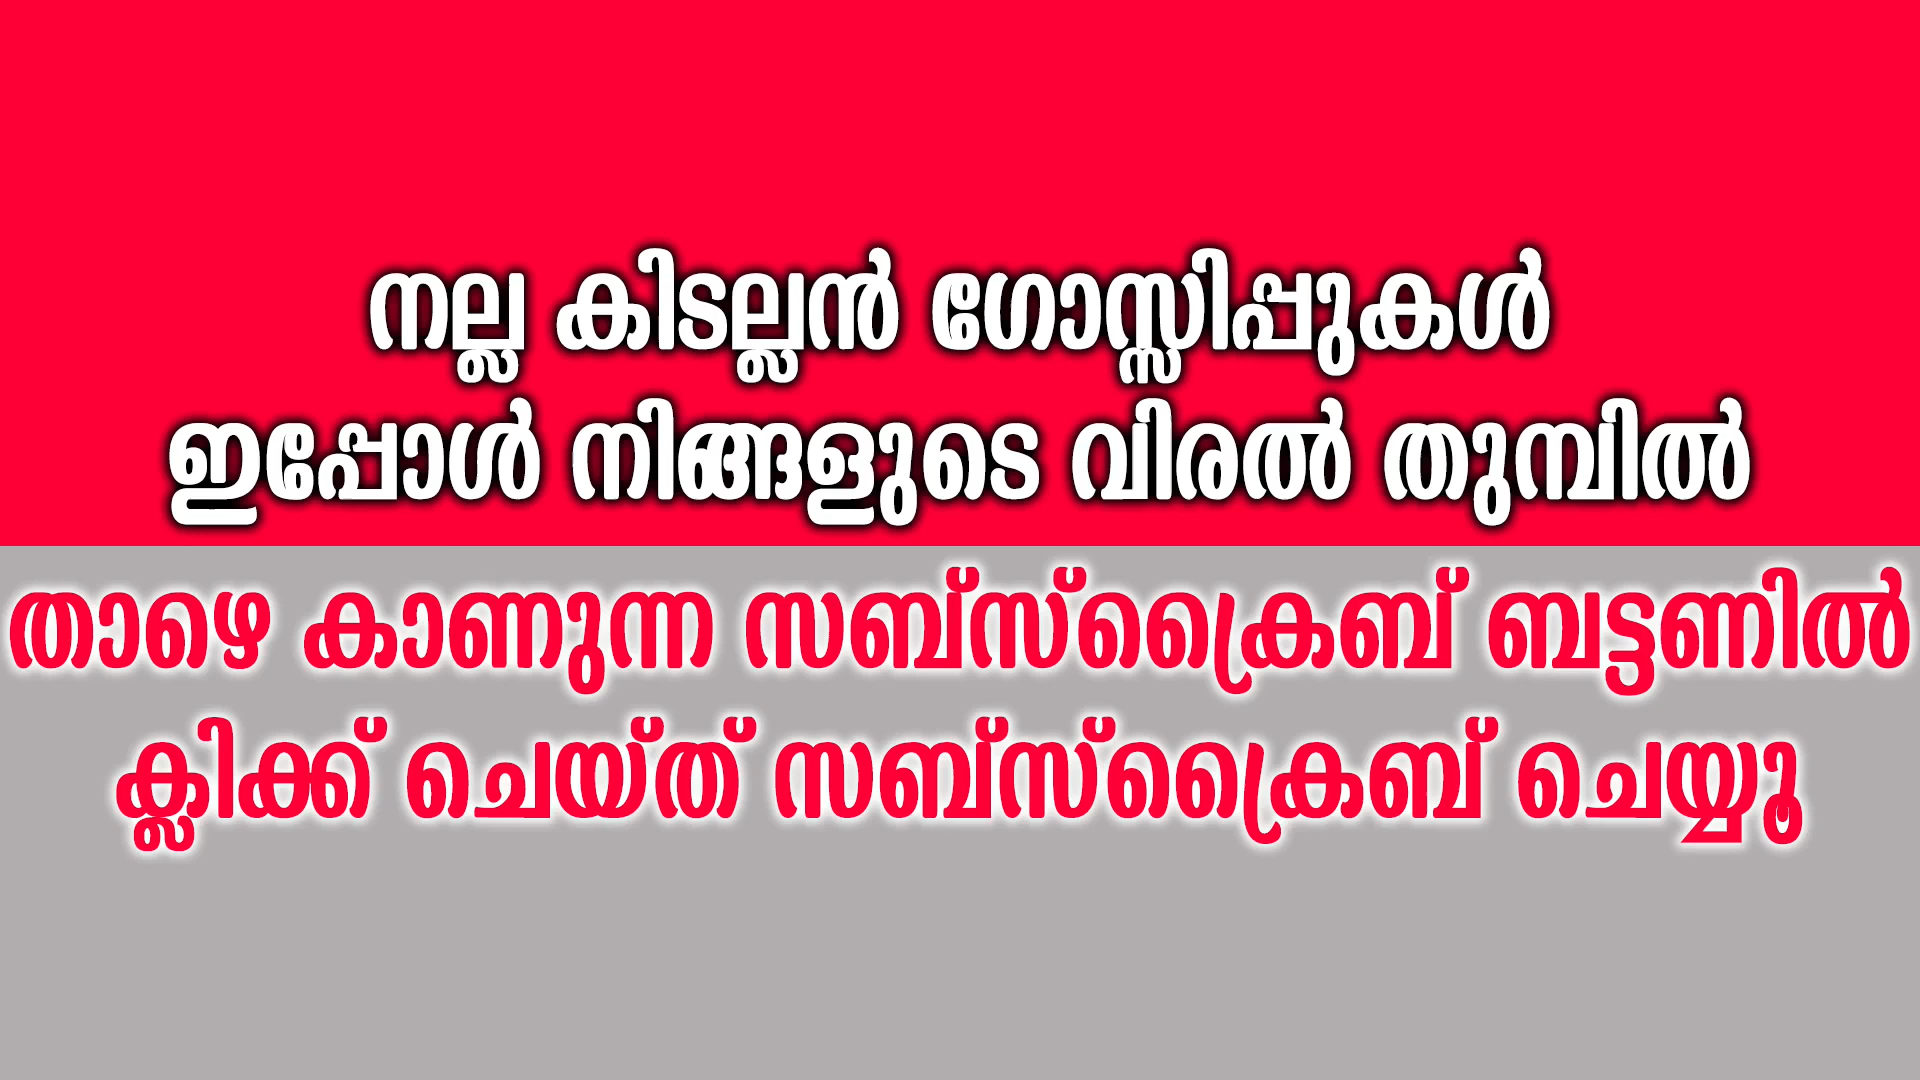 നല്ല കിടല്ലൻ ഗോസ്സിപ്പുകൾ
ഇപ്പോൾ നിങ്ങളുടെ വിരൽ തുമ്പിൽ
താഴെ കാണുന്ന സബ്സ്ക്രൈബ് ബട്ടണിൽ
ക്ലിക്ക് ചെയ്ത് സബ്സ്ക്രൈബ് ചെയ്യൂ